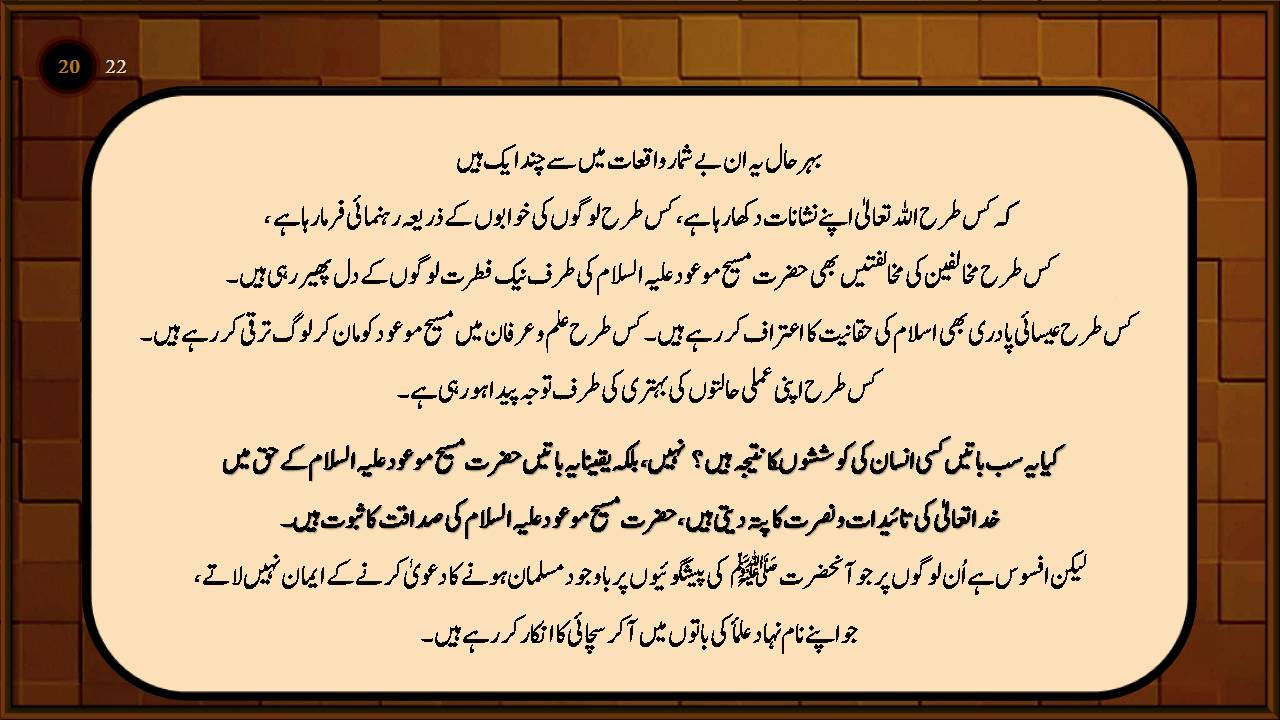 20 22
بہرحال یہ ان بے شمار واقعات میں سے چند ایک ہیں
کہ کس طرح اللہ تعالیٰ اپنے نشانات دکھا رہا ہے، کس طرح لوگوں کی خوابوں کے ذریعہ رہنمائی فرما رہا ہے،
کس طرح مخالفین کی مخالفتیں بھی حضرت مسیح موعود علیہ السلام کی طرف نیک فطرت لوگوں کے دل پھیر رہی ہیں۔
کس طرح عیسائی پادری بھی اسلام کی حقانیت کا اعتراف کر رہے ہیں۔ کس طرح علم و عرفان میں مسیح موعود کو مان کر لوگ ترقی کر رہے ہیں۔
کس طرح اپنی عملی حالتوں کی بہتری کی طرف توجہ پیدا ہو رہی ہے۔
کیا یہ سب باتیں کسی انسان کی کوششوں کا نتیجہ ہیں؟ نہیں، بلکہ یقینا یہ باتیں حضرت مسیح موعود علیہ السلام کے حق میں
خدا تعالیٰ کی تائیدات و نصرت کا پتہ دیتی ہیں، حضرت مسیح موعود علیہ السلام کی صداقت کا ثبوت ہیں۔
لیکن افسوس ہے اُن لوگوں پر جو آنحضرت ﷺ کی پیشگوئیوں پر باوجود مسلمان ہونے کا دعویٰ کرنے کے ایمان نہیں لاتے،
جو اپنے نام نہاد علمأ کی باتوں میں آ کر سچائی کا انکار کر رہے ہیں۔